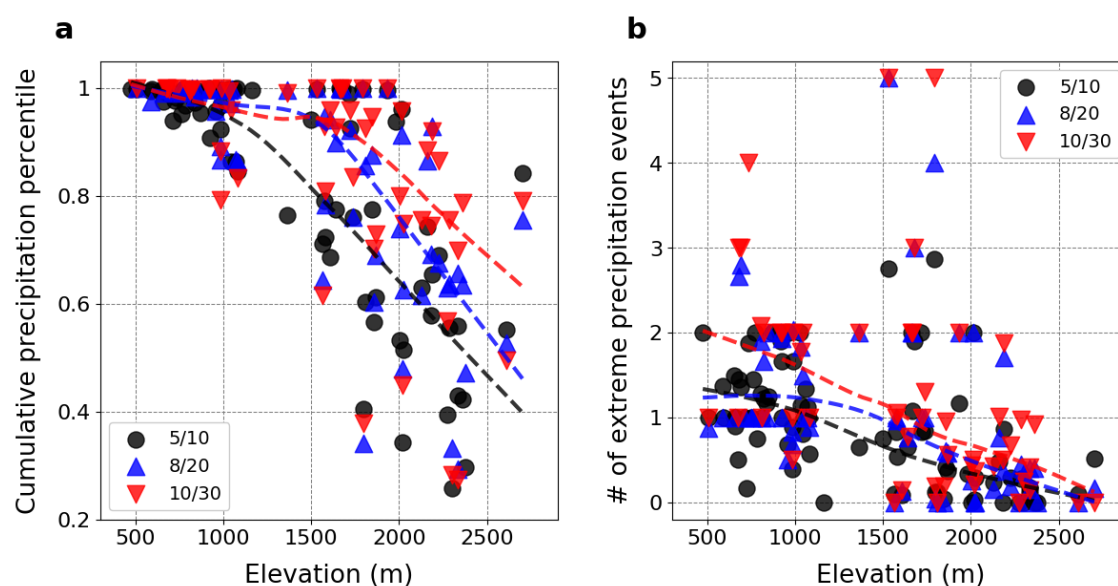 a
Cumulative precipitation percentile
1
0.8
0.6
0.4
0.2
5/10
8/20
10/30
500 1000 1500 2000 2500
Elevation (m)
b
# of extreme precipitation events
5
4
3
2
1
0
5/10
8/20
10/30
500 1000 1500 2000 2500
Elevation (m)